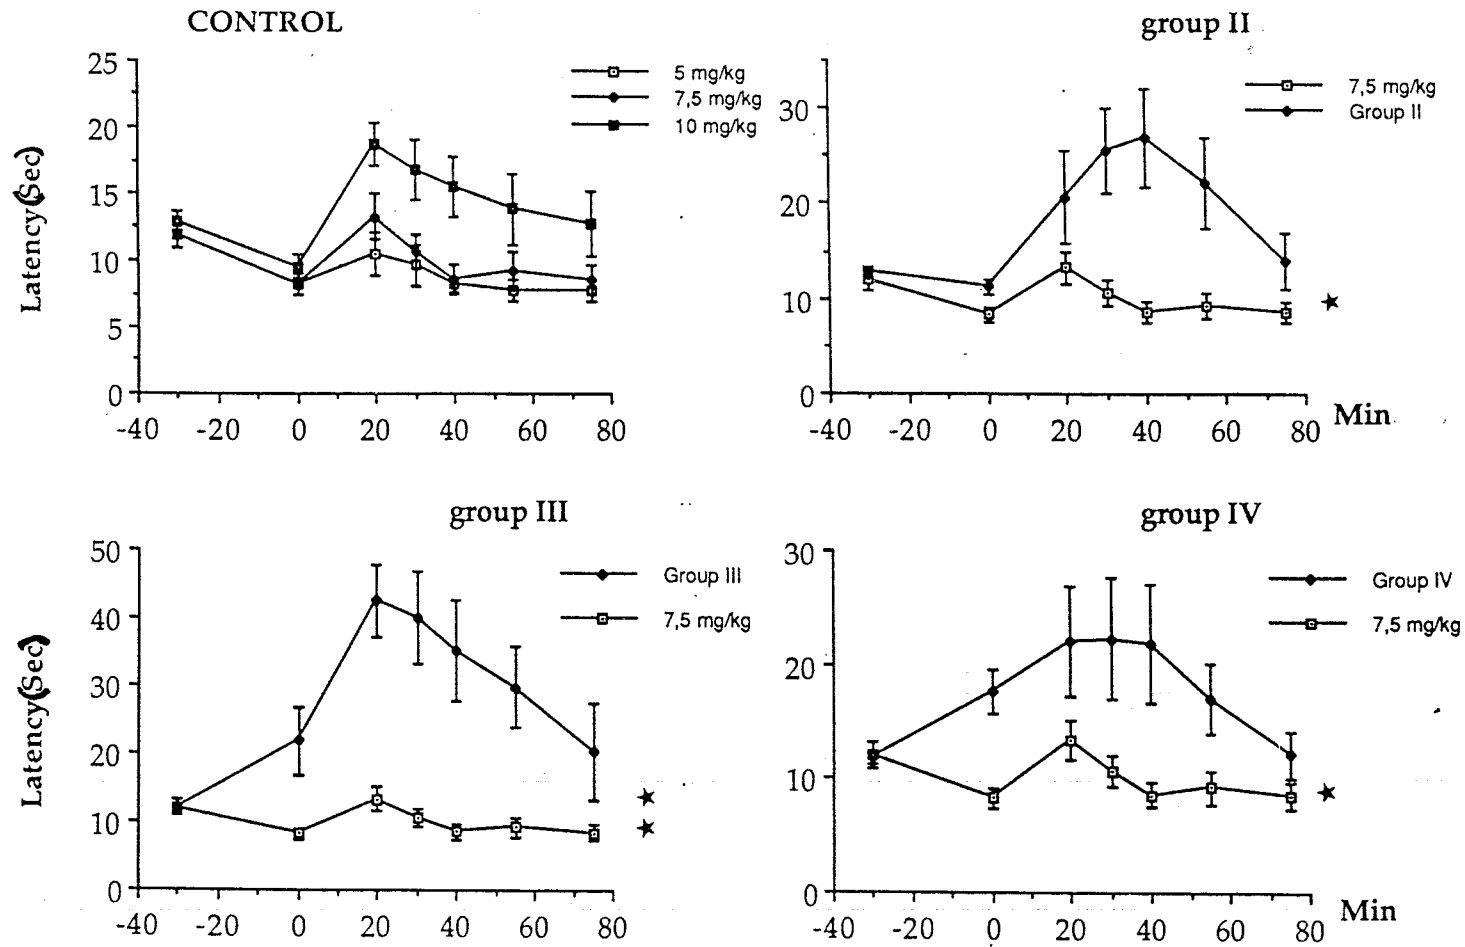 CONTROL
25
20
15
10
5
0
-40 -20 0 20 40 60 80
Latency(Sec)
5 mg/kg
7,5 mg/kg
10 mg/kg
group II
30
20
10
0
-40 -20 0 20 40 60 80
Min
7,5 mg/kg
Group II
group III
50
40
30
20
10
0
-40 -20 0 20 40 60 80
Latency(Sec)
Group III
7,5 mg/kg
group IV
30
20
10
0
-40 -20 0 20 40 60 80
Min
Group IV
7,5 mg/kg